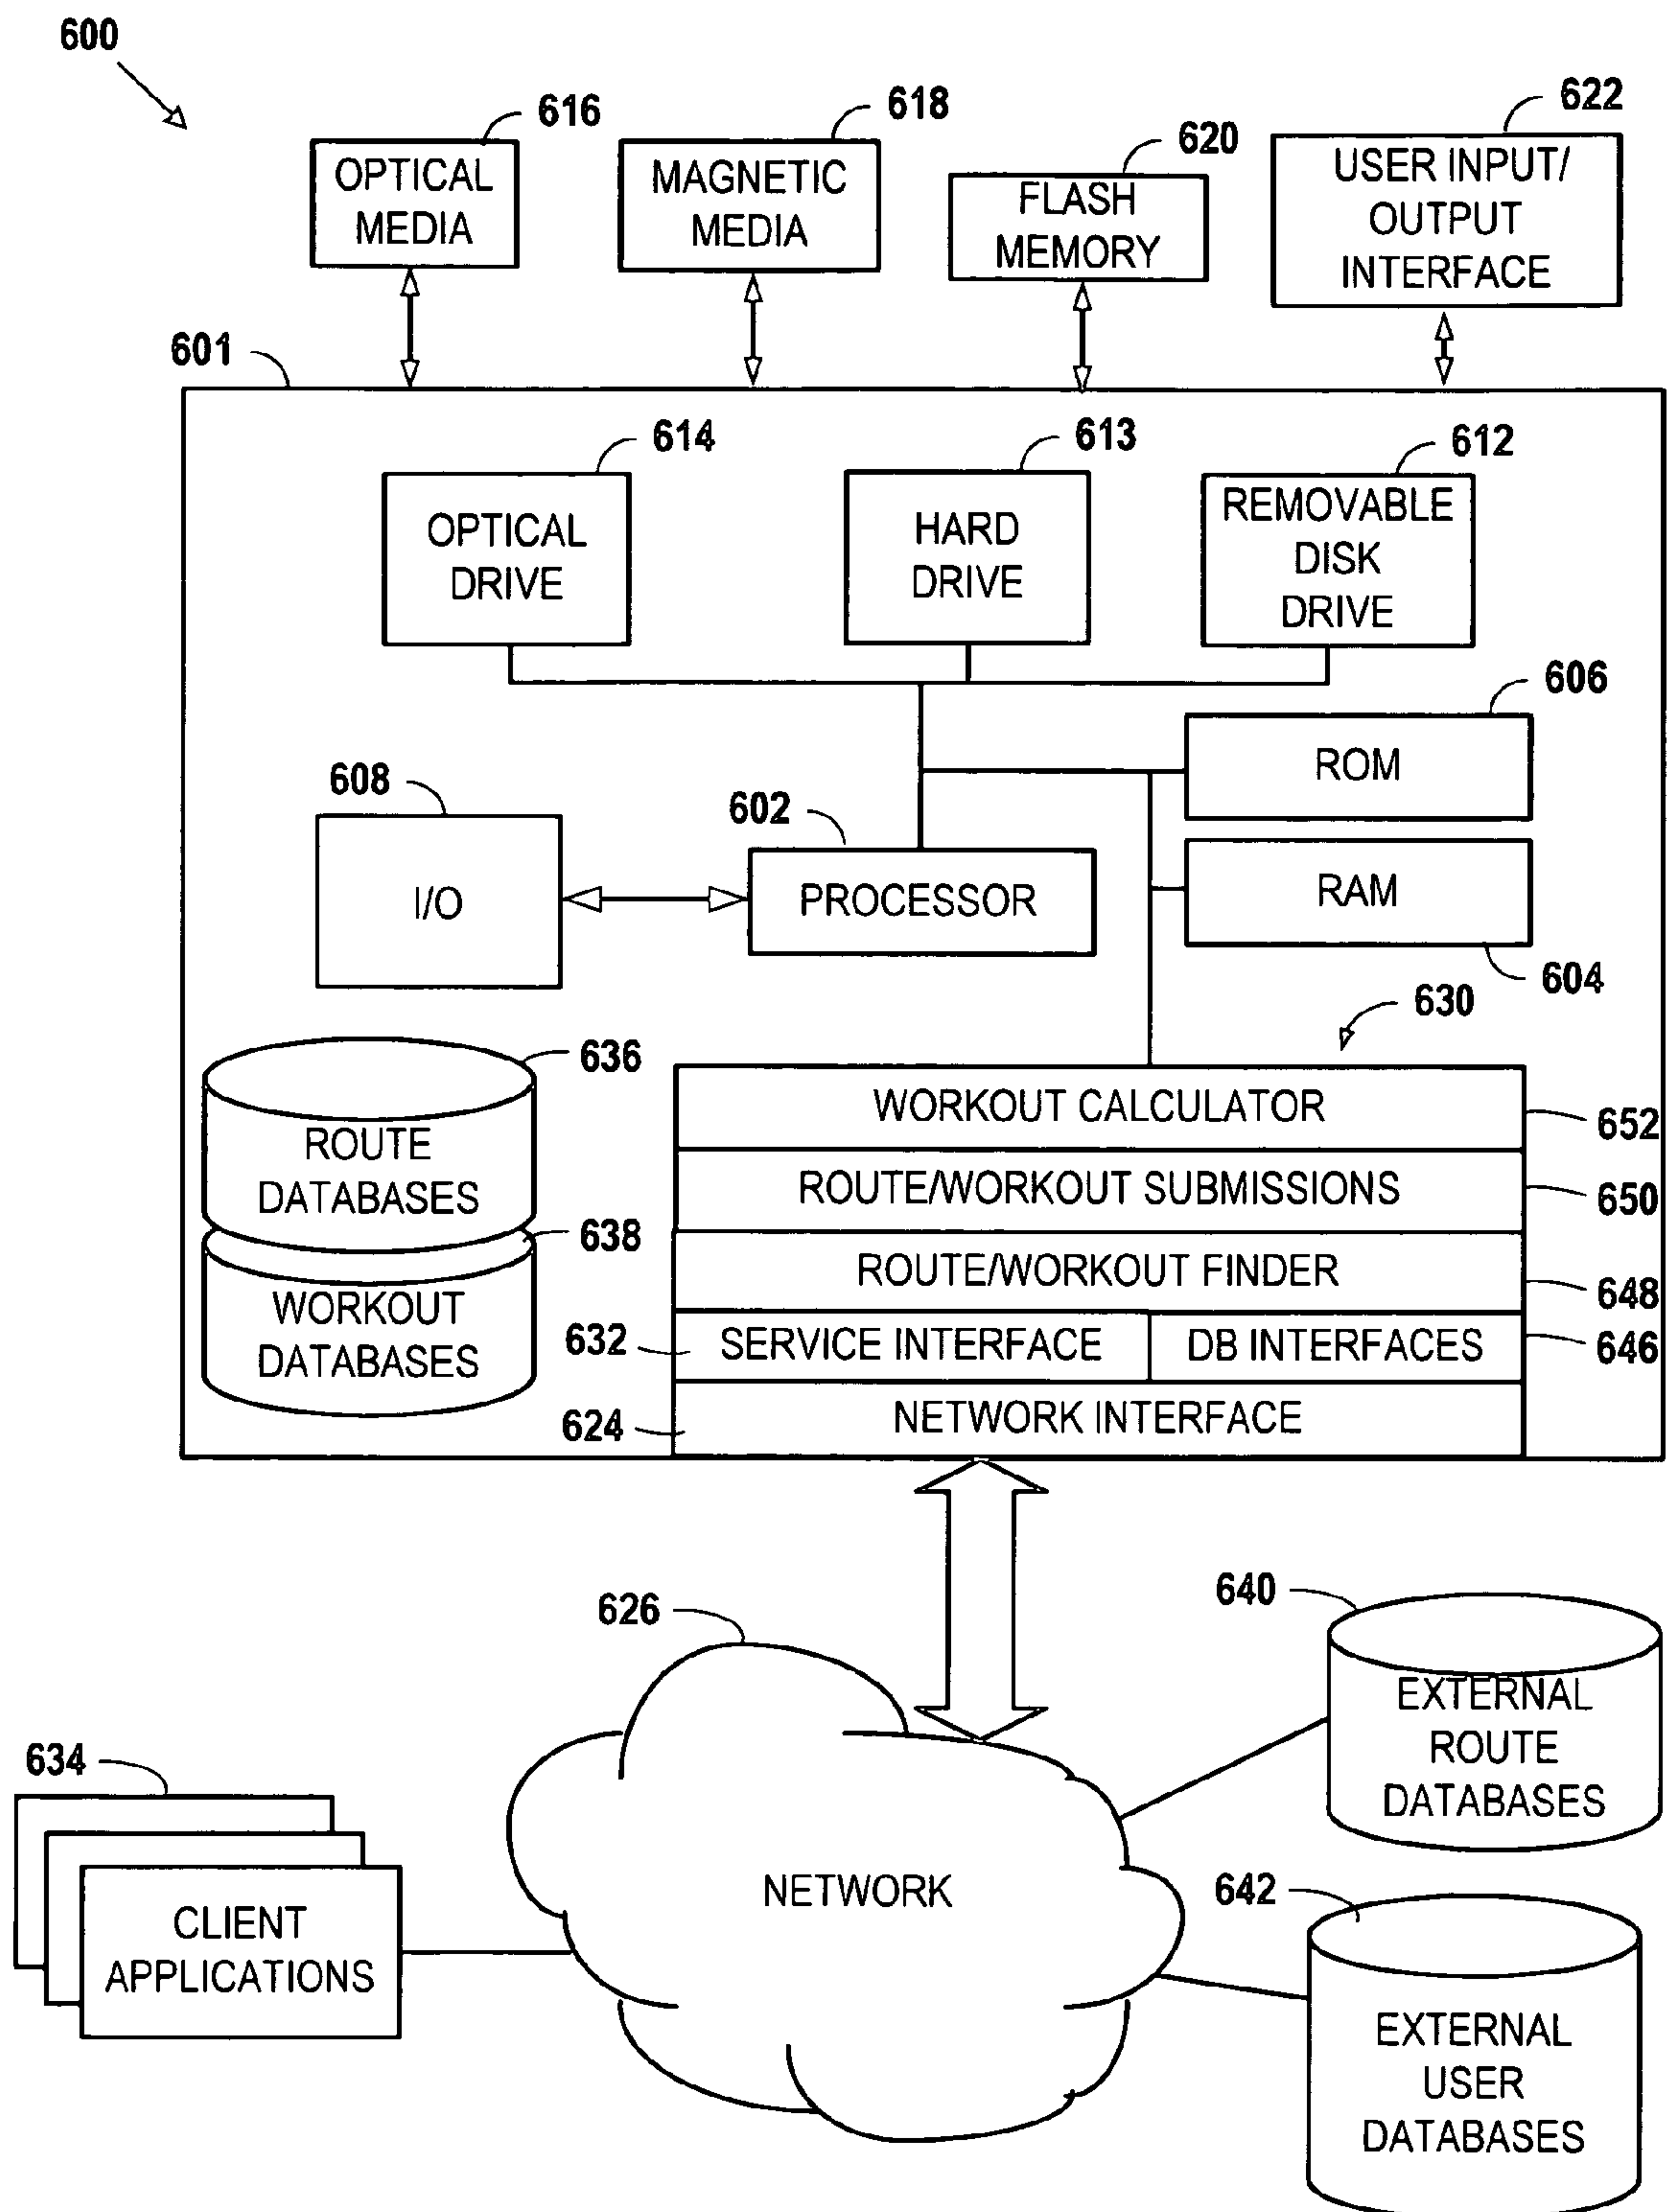 600
616
618
620
622
OPTICAL
MEDIA
MAGNETIC
MEDIA
FLASH
MEMORY
USER INPUT/
OUTPUT
INTERFACE
601
614
613
612
OPTICAL
DRIVE
HARD
DRIVE
REMOVABLE
DISK
DRIVE
606
ROM
608
602
I/O
PROCESSOR
RAM
604
630
636
ROUTE
DATABASES
638
WORKOUT
DATABASES
WORKOUT CALCULATOR
652
ROUTE/WORKOUT SUBMISSIONS
650
ROUTE/WORKOUT FINDER
648
632
SERVICE INTERFACE
DB INTERFACES
646
624
NETWORK INTERFACE
626
640
EXTERNAL
ROUTE
DATABASES
634
CLIENT
APPLICATIONS
NETWORK
642
EXTERNAL
USER
DATABASES